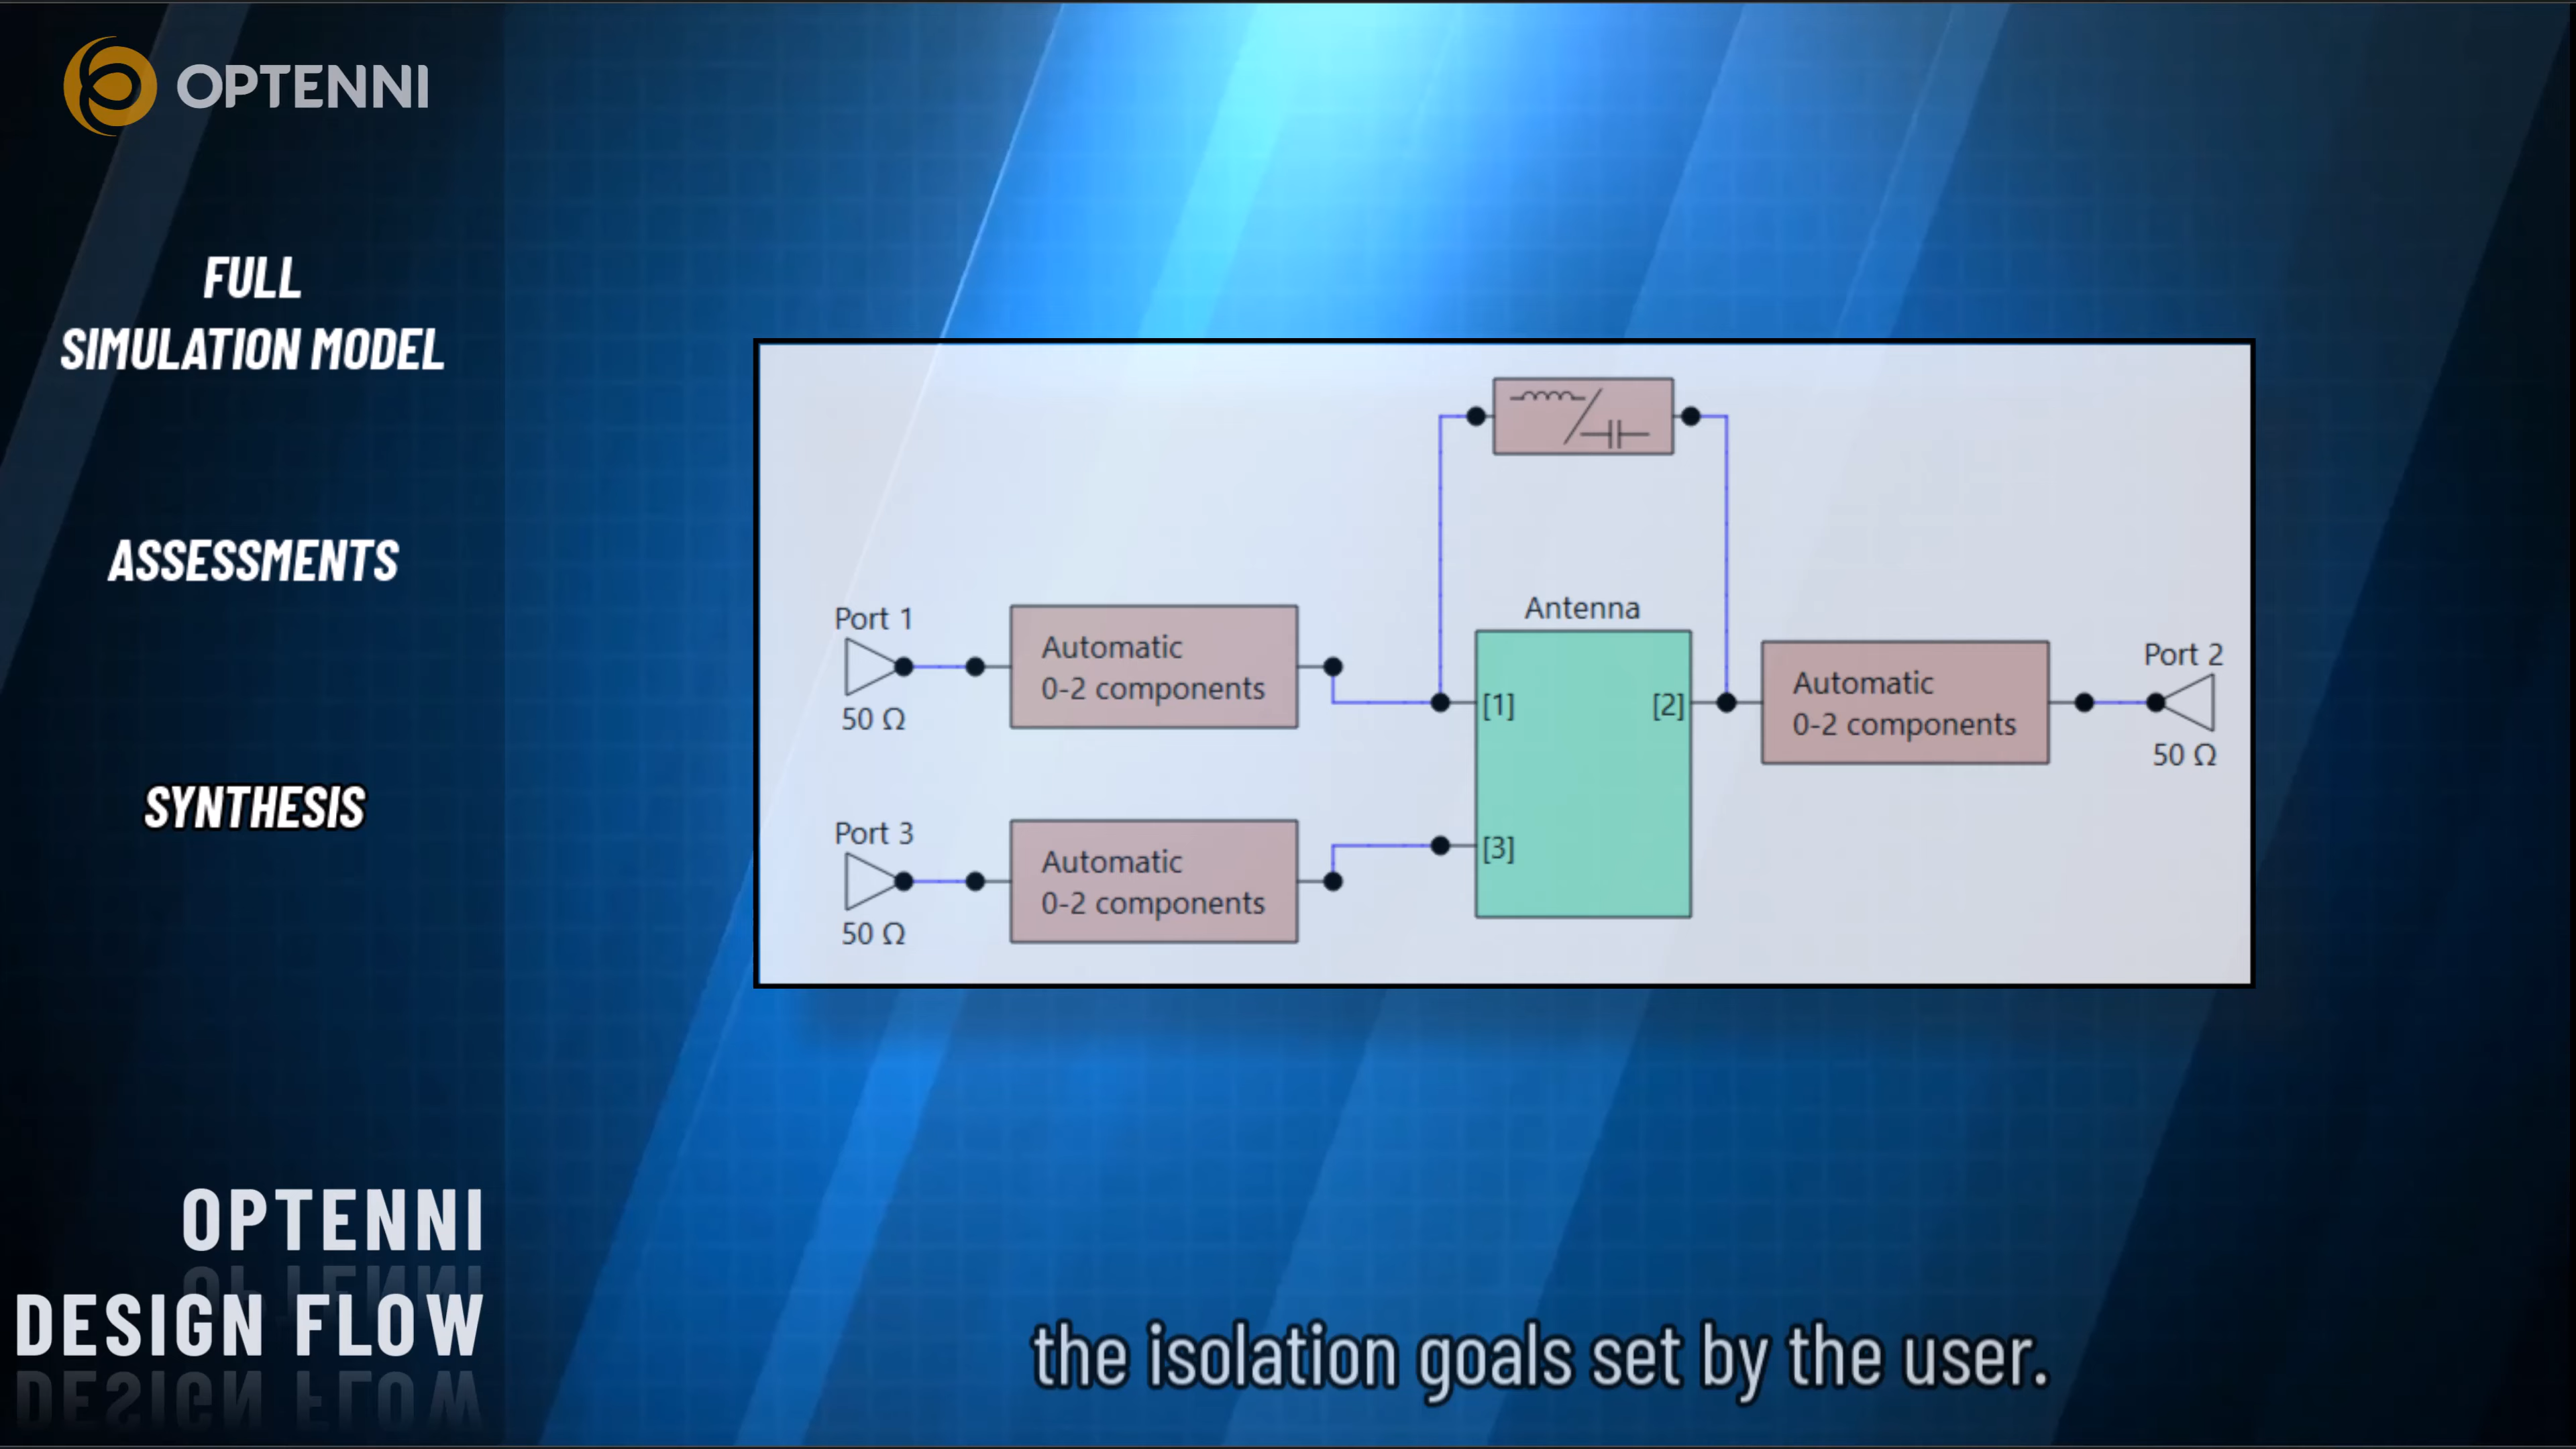 OPTENNI
FULL
SIMULATION MODEL
ASSESSMENTS
SYNTHESIS
Antenna
Port 1
Automatic
0-2 components
50 Ω
[1]
[2]
Automatic
0-2 components
Port 2
50 Ω
Port 3
Automatic
0-2 components
50 Ω
[3]
OPTENNI
DESIGN FLOW
the isolation goals set by the user.